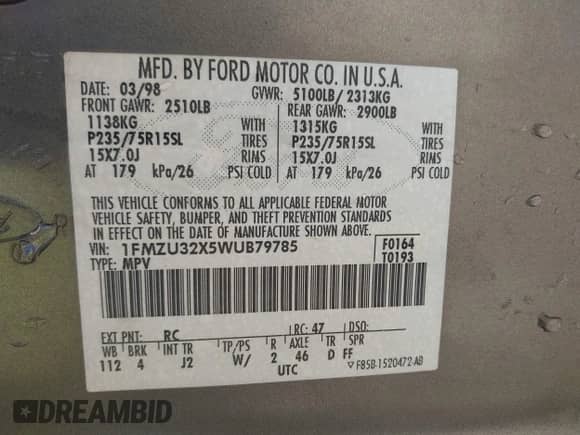 MFD. BY FORD MOTOR CO. IN U.S.A.
DATE: 03/98 GVWR: 5100LB/ 2313KG
FRONT GAWR: 2510LB REAR GAWR: 2900LB
1138KG WITH 1315KG WITH
P235/75R15SL TIRES P235/75R15SL TIRES
15X7.0J RIMS 15X7.0J RIMS
AT 179 kPa/26 PSI COLD AT 179 kPa/26 PSI COLD
THIS VEHICLE CONFORMS TO ALL APPLICABLE FEDERAL MOTOR
VEHICLE SAFETY, BUMPER, AND THEFT PREVENTION STANDARDS
IN EFFECT ON THE DATE OF MANUFACTURE SHOWN ABOVE.
VIN: 1FMZU32X5WUB79785 F0164
TYPE: MPV T0193
EXT PNT: RC RC: 47 DSO:
WB BRK INT TR TP/PS R AXLE TR SPR
112 4 J2 W/ 2 46 D FF
UTC ▽ F85B-1520472-AB
DREAMBID